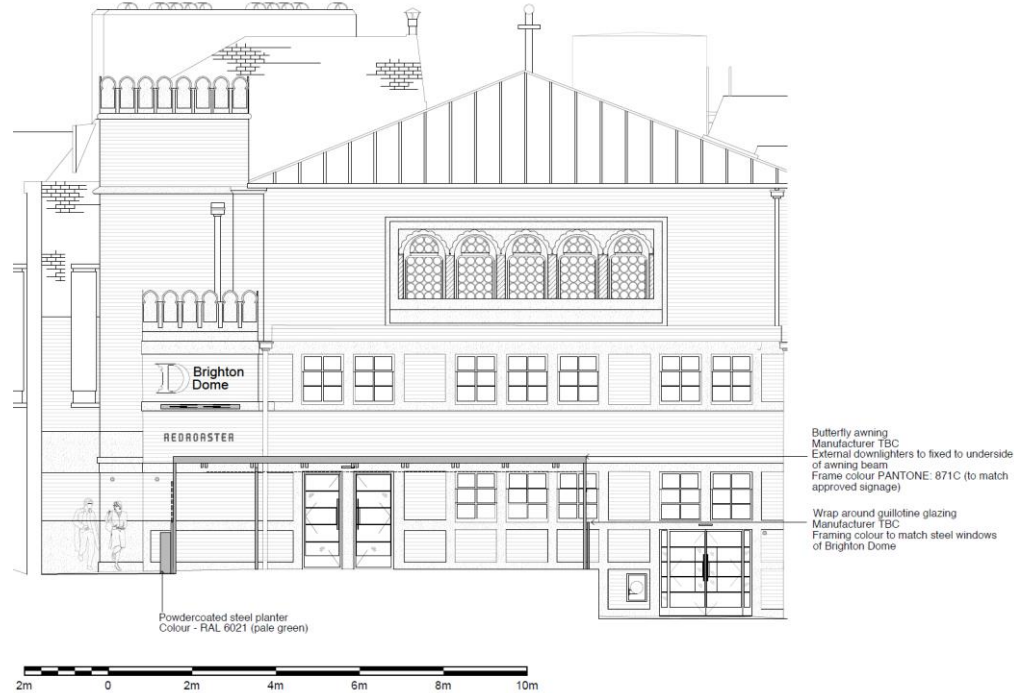 Brighton
Dome
REDROASTER
Butterfly awning
Manufacturer TBC
External downlighters to fixed to underside
of awning beam
Frame colour PANTONE: 871C (to match
approved signage)
Wrap around guillotine glazing
Manufacturer TBC
Framing colour to match steel windows
of Brighton Dome
Powdercoated steel planter
Colour - RAL 6021 (pale green)
2m 0 2m 4m 6m 8m 10m